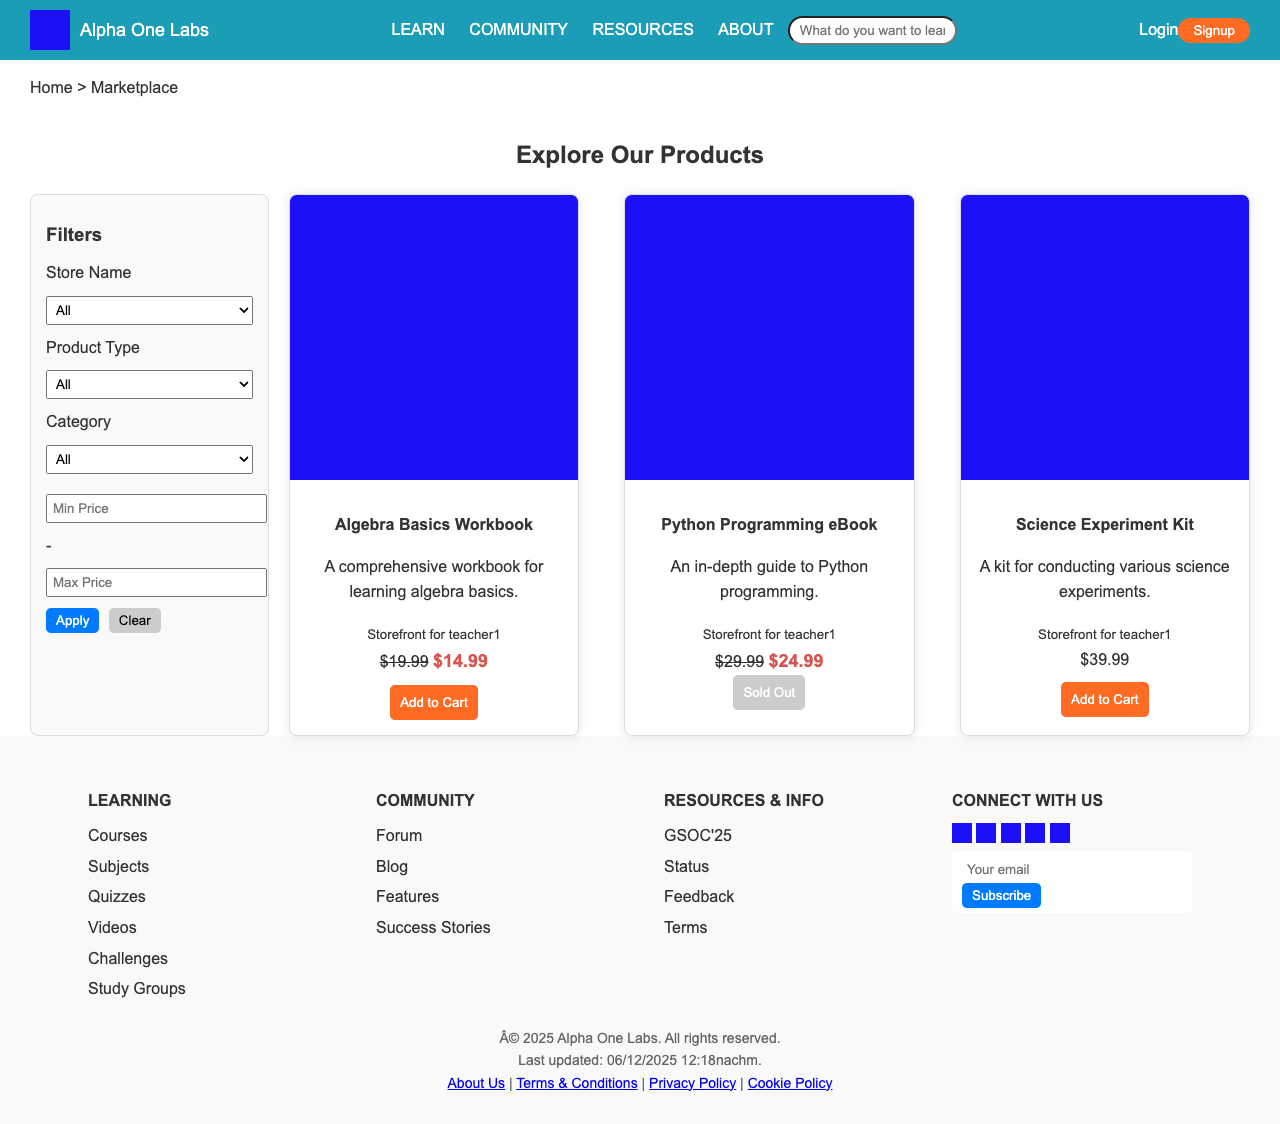 Alpha One Labs
LEARN COMMUNITY RESOURCES ABOUT
What do you want to lear
Login Signup
Home > Marketplace
Explore Our Products
Filters
Store Name
All
Product Type
All
Category
All
Min Price
-
Max Price
Apply Clear
Algebra Basics Workbook
A comprehensive workbook for
learning algebra basics.
Storefront for teacher1
$19.99 $14.99
Add to Cart
Python Programming eBook
An in-depth guide to Python
programming.
Storefront for teacher1
$29.99 $24.99
Sold Out
Science Experiment Kit
A kit for conducting various science
experiments.
Storefront for teacher1
$39.99
Add to Cart
LEARNING
Courses
Subjects
Quizzes
Videos
Challenges
Study Groups
COMMUNITY
Forum
Blog
Features
Success Stories
RESOURCES & INFO
GSOC'25
Status
Feedback
Terms
CONNECT WITH US
Your email
Subscribe
Â© 2025 Alpha One Labs. All rights reserved.
Last updated: 06/12/2025 12:18nachm.
About Us | Terms & Conditions | Privacy Policy | Cookie Policy